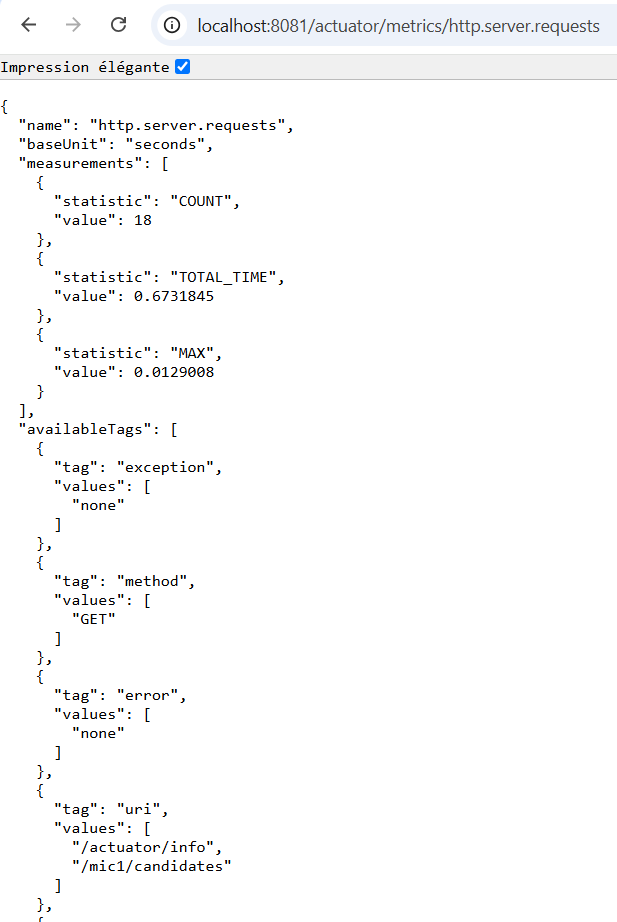 localhost:8081/actuator/metrics/http.server.requests
Impression élégante
{
  "name": "http.server.requests",
  "baseUnit": "seconds",
  "measurements": [
    {
      "statistic": "COUNT",
      "value": 18
    },
    {
      "statistic": "TOTAL_TIME",
      "value": 0.6731845
    },
    {
      "statistic": "MAX",
      "value": 0.0129008
    }
  ],
  "availableTags": [
    {
      "tag": "exception",
      "values": [
        "none"
      ]
    },
    {
      "tag": "method",
      "values": [
        "GET"
      ]
    },
    {
      "tag": "error",
      "values": [
        "none"
      ]
    },
    {
      "tag": "uri",
      "values": [
        "/actuator/info",
        "/mic1/candidates"
      ]
    },
    {